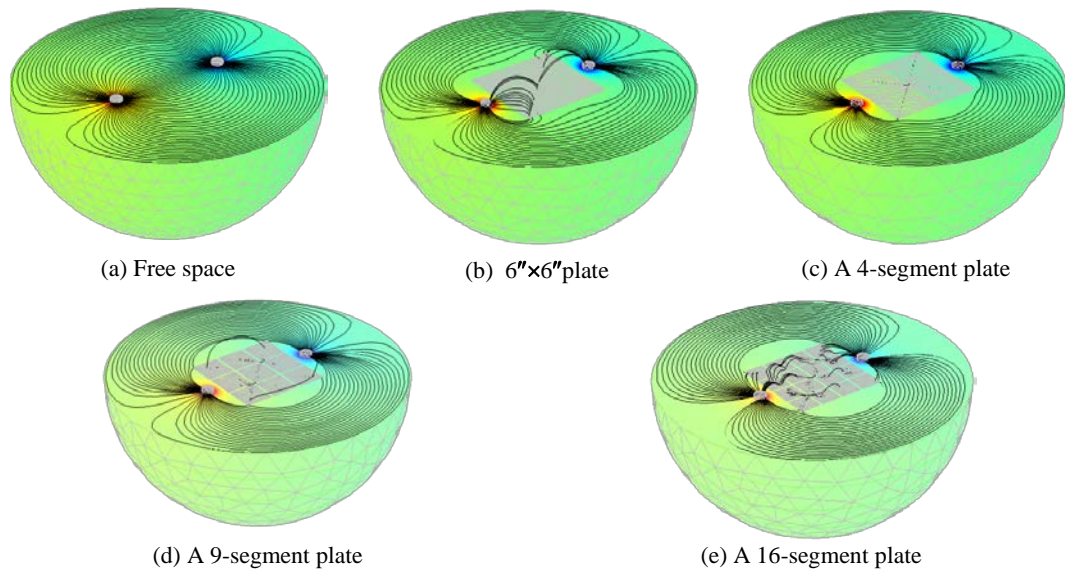 (a) Free space
(b) 6″×6″plate
(c) A 4-segment plate
(d) A 9-segment plate
(e) A 16-segment plate